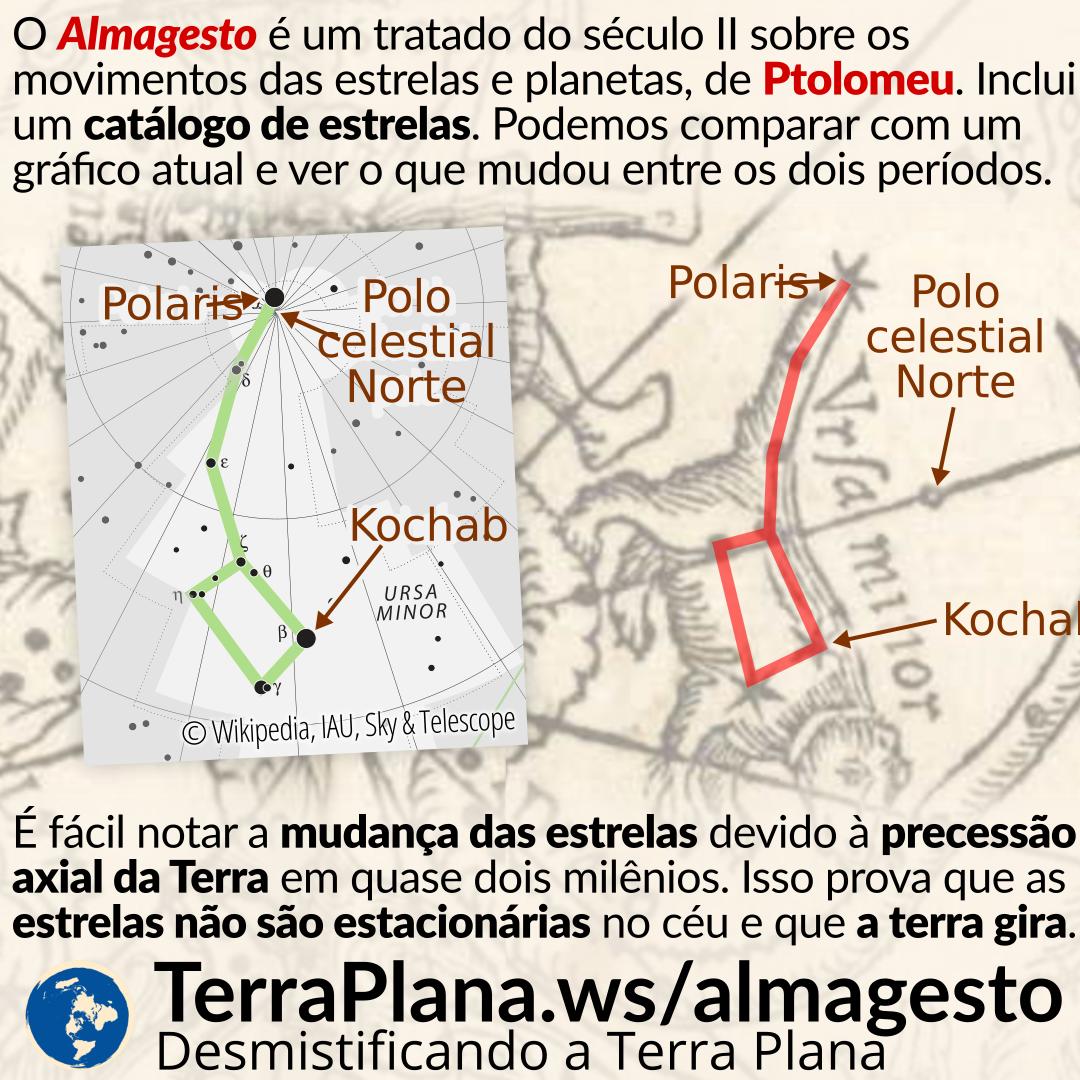 O Almagesto é um tratado do século II sobre os
movimentos das estrelas e planetas, de Ptolomeu. Inclui
um catálogo de estrelas. Podemos comparar com um
gráfico atual e ver o que mudou entre os dois períodos.
Polaris
Polo
celestial
Norte
δ
ε
Kochab
ζ
θ
η
URSA
MINOR
β
γ
© Wikipedia, IAU, Sky & Telescope
Polaris
Polo
celestial
Norte
Vrſa minor
Kochab
É fácil notar a mudança das estrelas devido à precessão
axial da Terra em quase dois milênios. Isso prova que as
estrelas não são estacionárias no céu e que a terra gira.
TerraPlana.ws/almagesto
Desmistificando a Terra Plana